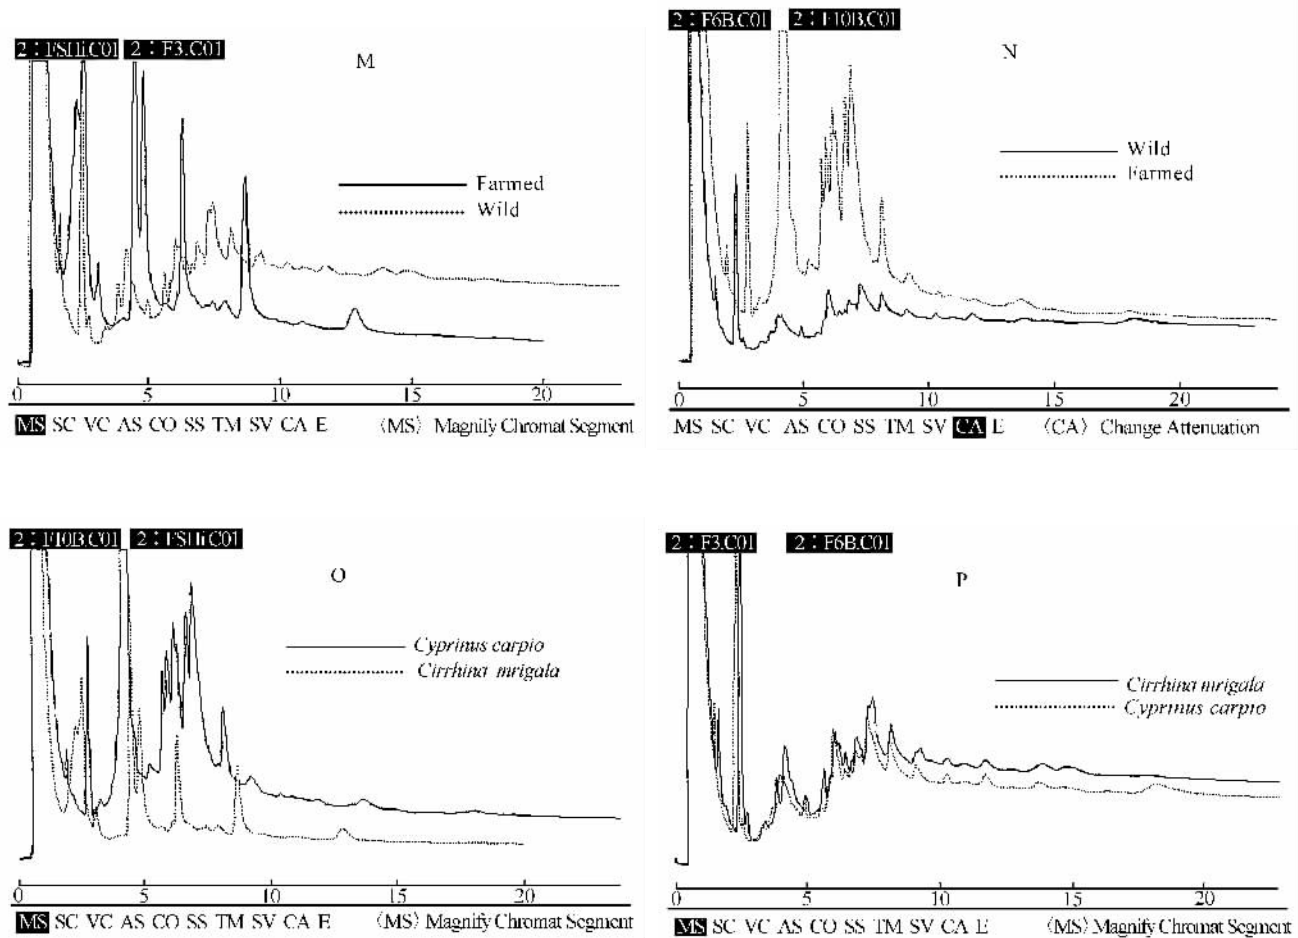 2 : FSHi.C01 2 : F3.C01
M
Farmed
Wild
0 5 10 15 20
MS SC VC AS CO SS TM SV CA E (MS) Magnify Chromat Segment
2 : F6B.C01 2 : F10B.C01
N
Wild
Farmed
0 5 10 15 20
MS SC VC AS CO SS TM SV CA E (CA) Change Attenuation
2 : F10B.C01 2 : FSHi.C01
O
Cyprinus carpio
Cirrhina mrigala
0 5 10 15 20
MS SC VC AS CO SS TM SV CA E (MS) Magnify Chromat Segment
2 : F3.C01 2 : F6B.C01
P
Cirrhina mrigala
Cyprinus carpio
0 5 10 15 20
MS SC VC AS CO SS TM SV CA E (MS) Magnify Chromat Segment